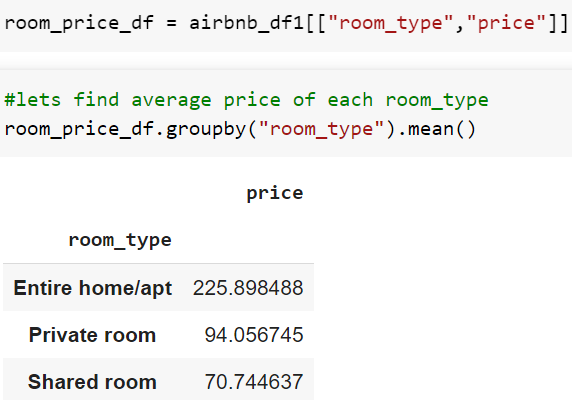 room_price_df = airbnb_df1[["room_type","price"]]
#lets find average price of each room_type
room_price_df.groupby("room_type").mean()
price
room_type
Entire home/apt 225.898488
Private room 94.056745
Shared room 70.744637